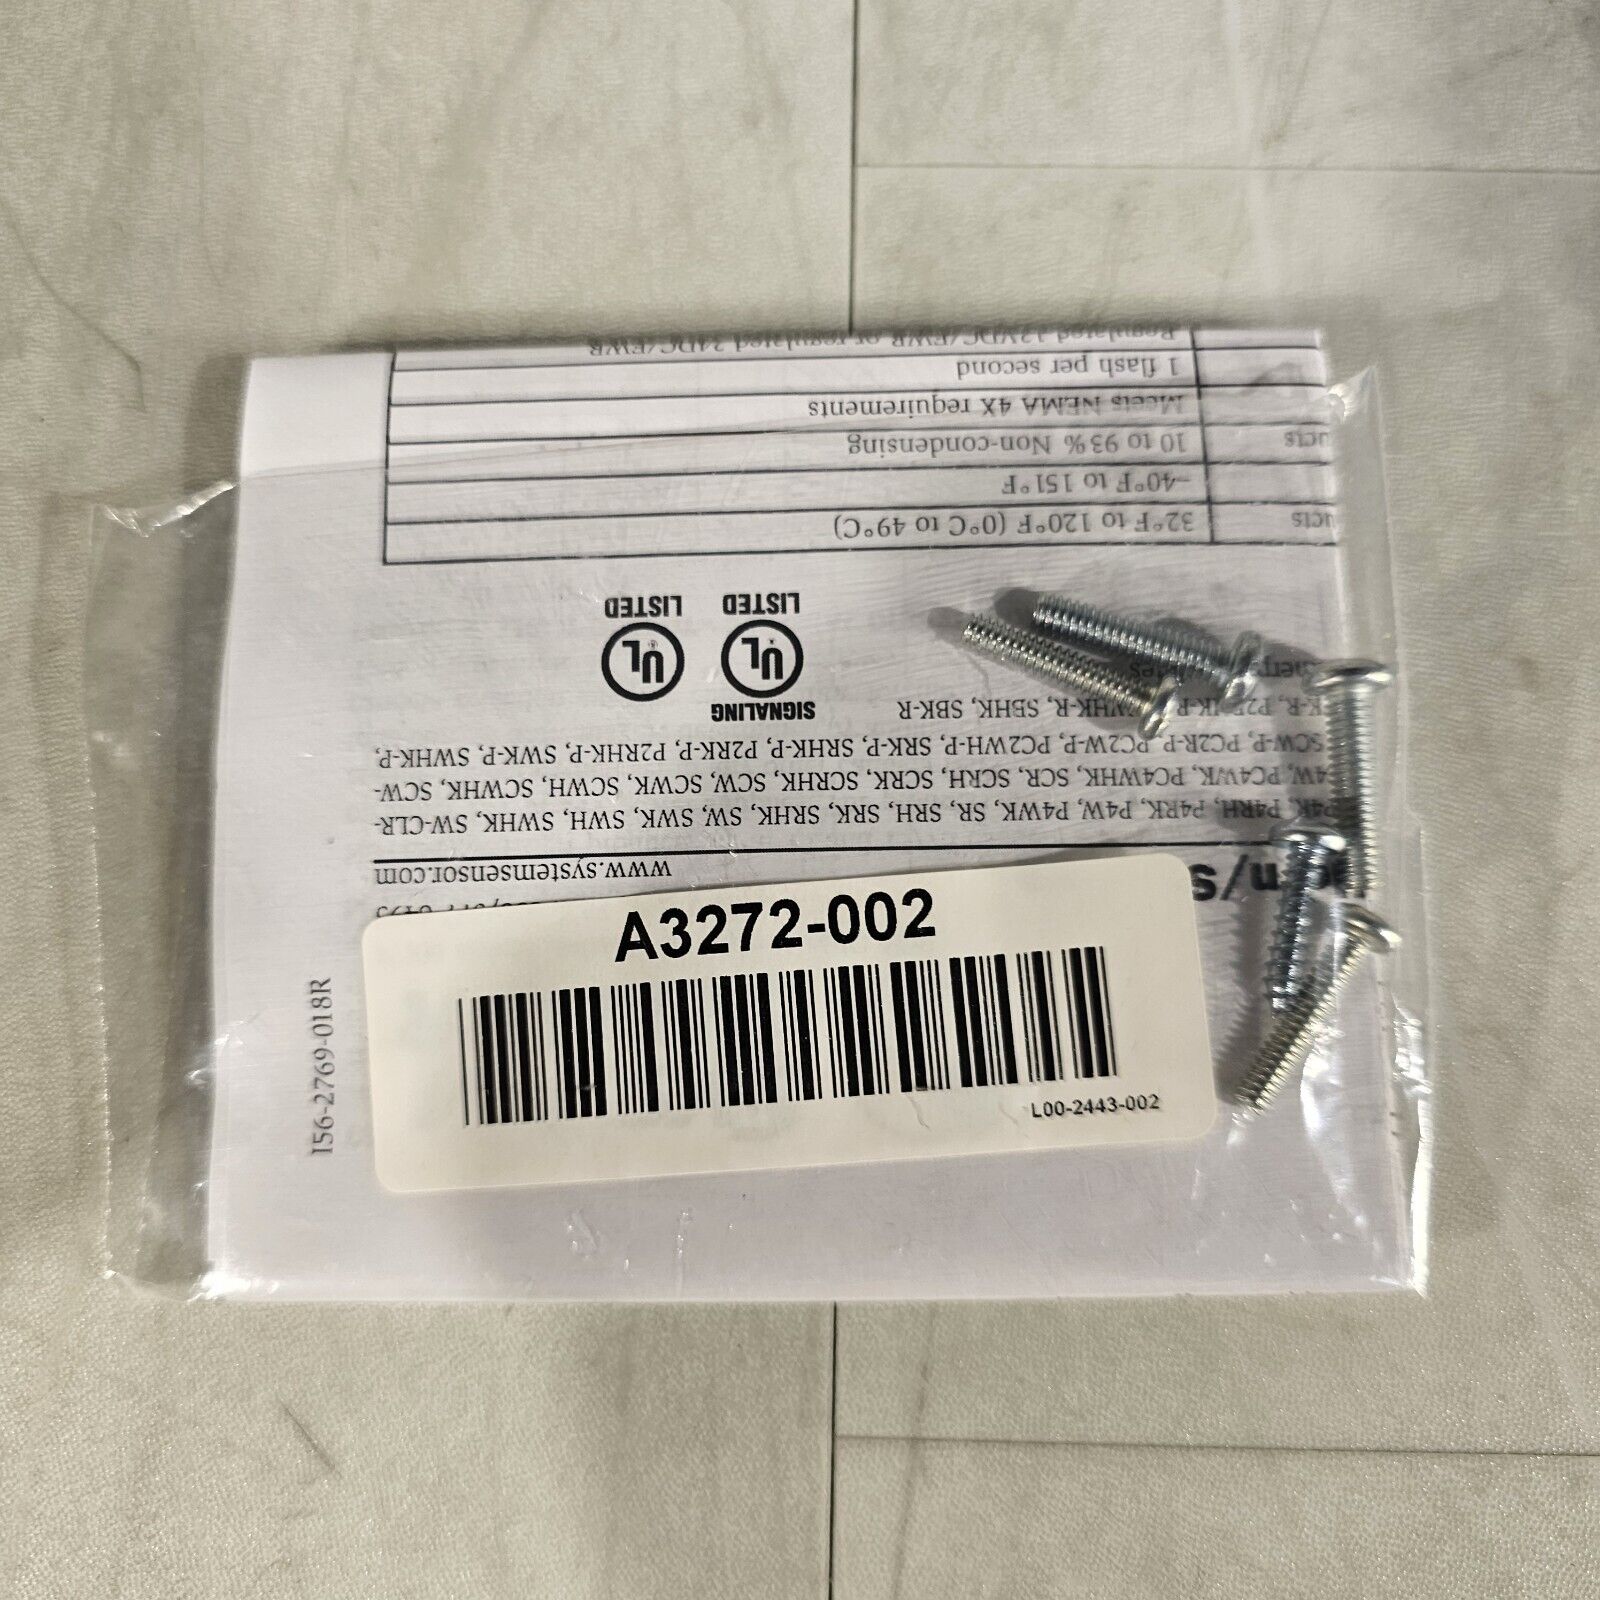 A3272-002
L00-2443-002
I56-2769-018R
www.systemsensor.com
P4RH, P4RK, P4W, P4WK, SR, SRH, SRK, SRHK, SW, SWK, SWH, SWHK, SW-CLR-
PC4WK, PC4WHK, SCR, SCRH, SCRK, SCRHK, SCW, SCWK, SCWH, SCWHK, SCW-
SCW-P, PC2R-P, PC2W-P, PC2WH-P, SRK-P, SRHK-P, P2RK-P, P2RHK-P, SWK-P, SWHK-P,
SBHK, SBK-R
SIGNALING
UL UL
LISTED LISTED
32°F to 120°F (0°C to 49°C)
–40°F to 151°F
10 to 93% Non-condensing
Meets NEMA 4X requirements
1 flash per second
Regulated 12VDC/FWR or regulated 24DC/FWR